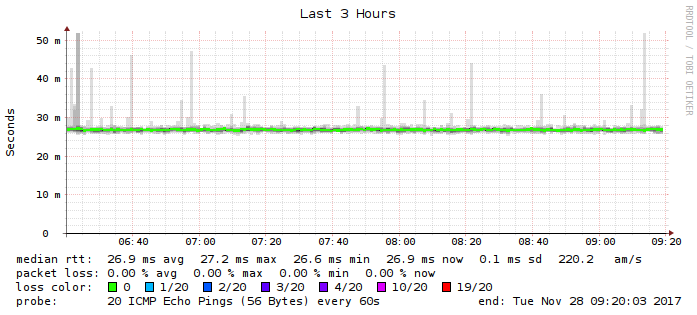 Last 3 Hours
RRDTOOL / TOBI OETIKER
Seconds
50 m
40 m
30 m
20 m
10 m
0
06:40 07:00 07:20 07:40 08:00 08:20 08:40 09:00 09:20
median rtt: 26.9 ms avg 27.2 ms max 26.6 ms min 26.9 ms now 0.1 ms sd 220.2 am/s
packet loss: 0.00 % avg 0.00 % max 0.00 % min 0.00 % now
loss color: 0 1/20 2/20 3/20 4/20 10/20 19/20
probe: 20 ICMP Echo Pings (56 Bytes) every 60s end: Tue Nov 28 09:20:03 2017